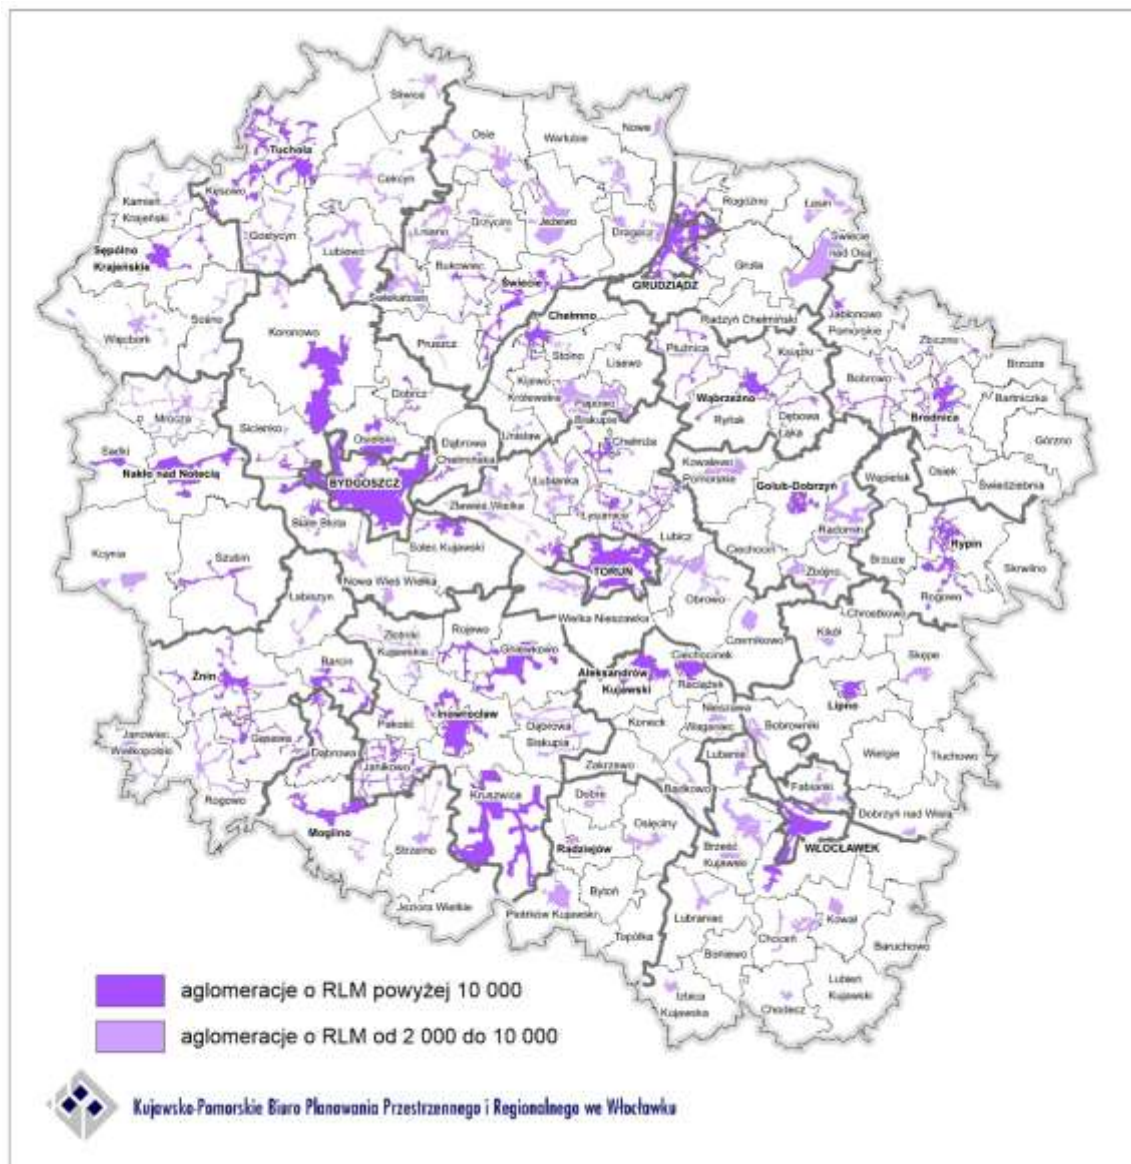 Śliwice
Osie
Warlubie
Nowe
Tuchola
Cekcyn
Kęsowo
Kamień
Krajeński
Rogóźno
Łasin
Gostycyn
Lniano
Drzycim
Jeżewo
Dragacz
Świecie
nad Osą
Sępólno
Krajeńskie
Lubiewo
Bukowiec
Świecie
GRUDZIĄDZ
Gruta
Świekatowo
Sośno
Więcbork
Koronowo
Pruszcz
Chełmno
Stolno
Lisewo
Radzyń Chełmiński
Płużnica
Książki
Jabłonowo
Pomorskie
Zbiczno
Brzozie
Bobrowo
Bartniczka
Brodnica
Górzno
Kijewo
Królewskie
Papowo
Biskupie
Wąbrzeźno
Ryńsk
Dębowa
Łąka
Mrocza
Sicienko
Dobrcz
Osielsko
Dąbrowa
Chełmińska
Unisław
Chełmża
Sadki
Nakło nad Notecią
BYDGOSZCZ
Kowalewo
Pomorskie
Golub-Dobrzyń
Wąpielsk
Osiek
Świedziebnia
Łubianka
Zławieś Wielka
Łysomice
Radomin
Białe Błota
Solec Kujawski
Lubicz
Ciechocin
Rypin
Kcynia
Szubin
TORUŃ
Brzuze
Skrwilno
Nowa Wieś Wielka
Zbójno
Rogowo
Łabiszyn
Obrowo
Wielka Nieszawka
Chrostkowo
Złotniki
Kujawskie
Rojewo
Gniewkowo
Czernikowo
Kikół
Skępe
Barcin
Żnin
Ciechocinek
Aleksandrów
Kujawski
Raciążek
Lipno
Inowrocław
Pakość
Dąbrowa
Biskupia
Koneck
Nieszawa
Waganiec
Bobrowniki
Janowiec
Wielkopolski
Gąsawa
Dąbrowa
Janikowo
Zakrzewo
Lubanie
Wielgie
Tłuchowo
Rogowo
Kruszwica
Dobre
Bądkowo
Fabianki
Dobrzyń nad Wisłą
Mogilno
Strzelno
Radziejów
Osięciny
Brześć
Kujawski
WŁOCŁAWEK
Jeziora Wielkie
Piotrków Kujawski
Bytoń
Topólka
Lubraniec
Kowal
Choceń
Baruchowo
Boniewo
Izbica
Kujawska
Chodecz
Lubień
Kujawski
aglomeracje o RLM powyżej 10 000
aglomeracje o RLM od 2 000 do 10 000
Kujawsko-Pomorskie Biuro Planowania Przestrzennego i Regionalnego we Włocławku